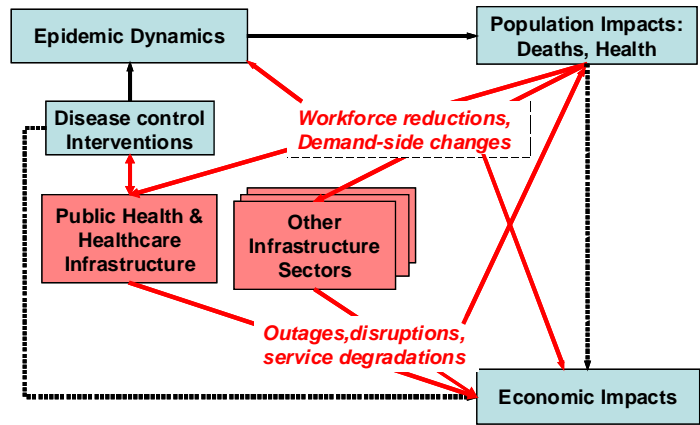 Epidemic Dynamics
Population Impacts:
Deaths, Health
Disease control
Interventions
Workforce reductions,
Demand-side changes
Public Health &
Healthcare
Infrastructure
Other
Infrastructure
Sectors
Outages,disruptions,
service degradations
Economic Impacts